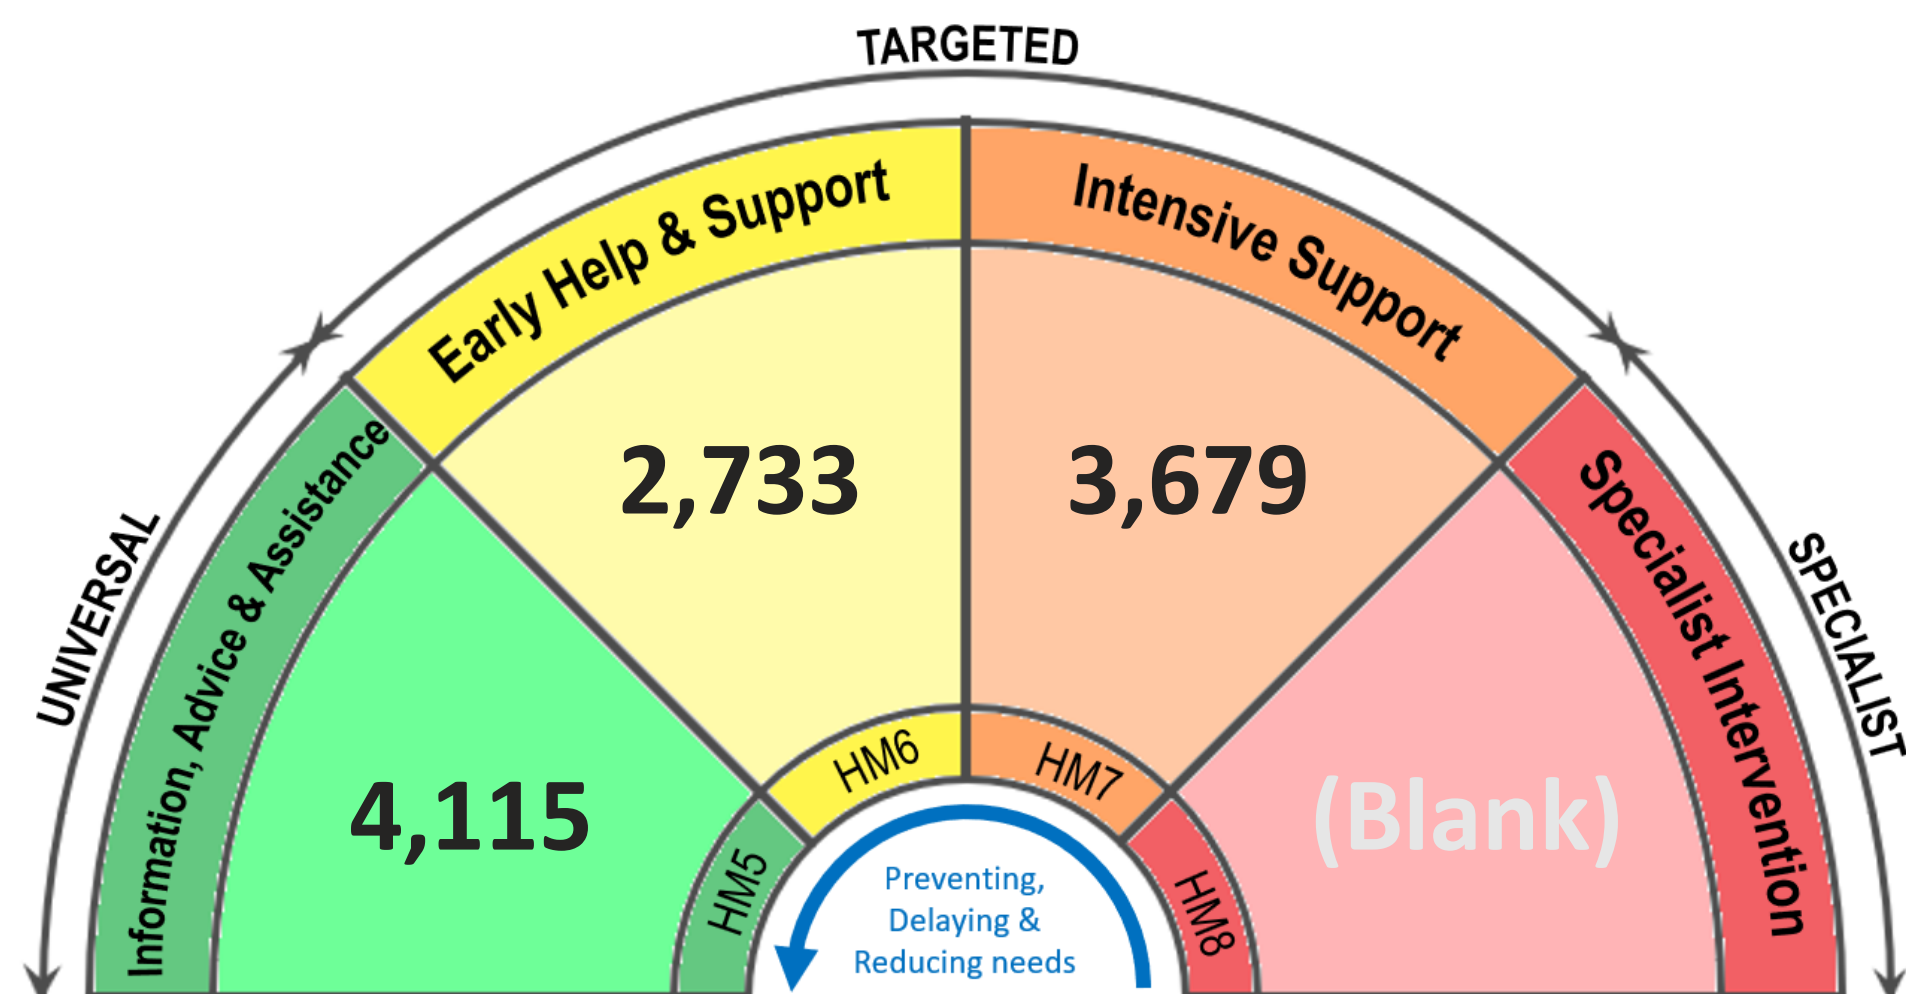 TARGETED
UNIVERSAL
SPECIALIST
Information, Advice & Assistance
Early Help & Support
Intensive Support
Specialist Intervention
4,115
2,733
3,679
(Blank)
HM5
HM6
HM7
HM8
Preventing,
Delaying &
Reducing needs